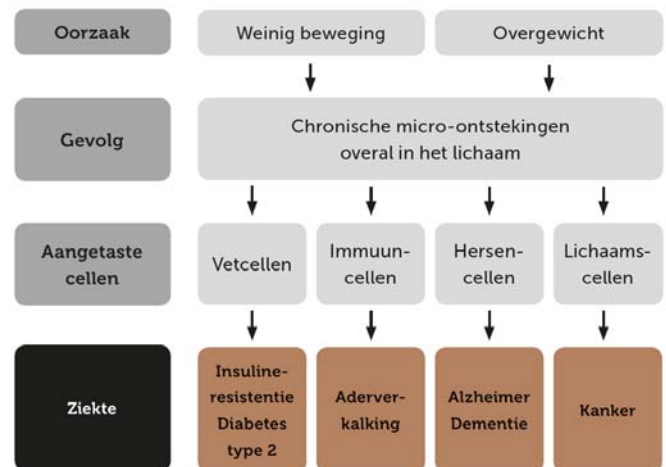 Oorzaak
Weinig beweging
Overgewicht
Gevolg
Chronische micro-ontstekingen
overal in het lichaam
Aangetaste
cellen
Vetcellen
Immuun-
cellen
Hersen-
cellen
Lichaams-
cellen
Ziekte
Insuline-
resistentie
Diabetes
type 2
Aderver-
kalking
Alzheimer
Dementie
Kanker